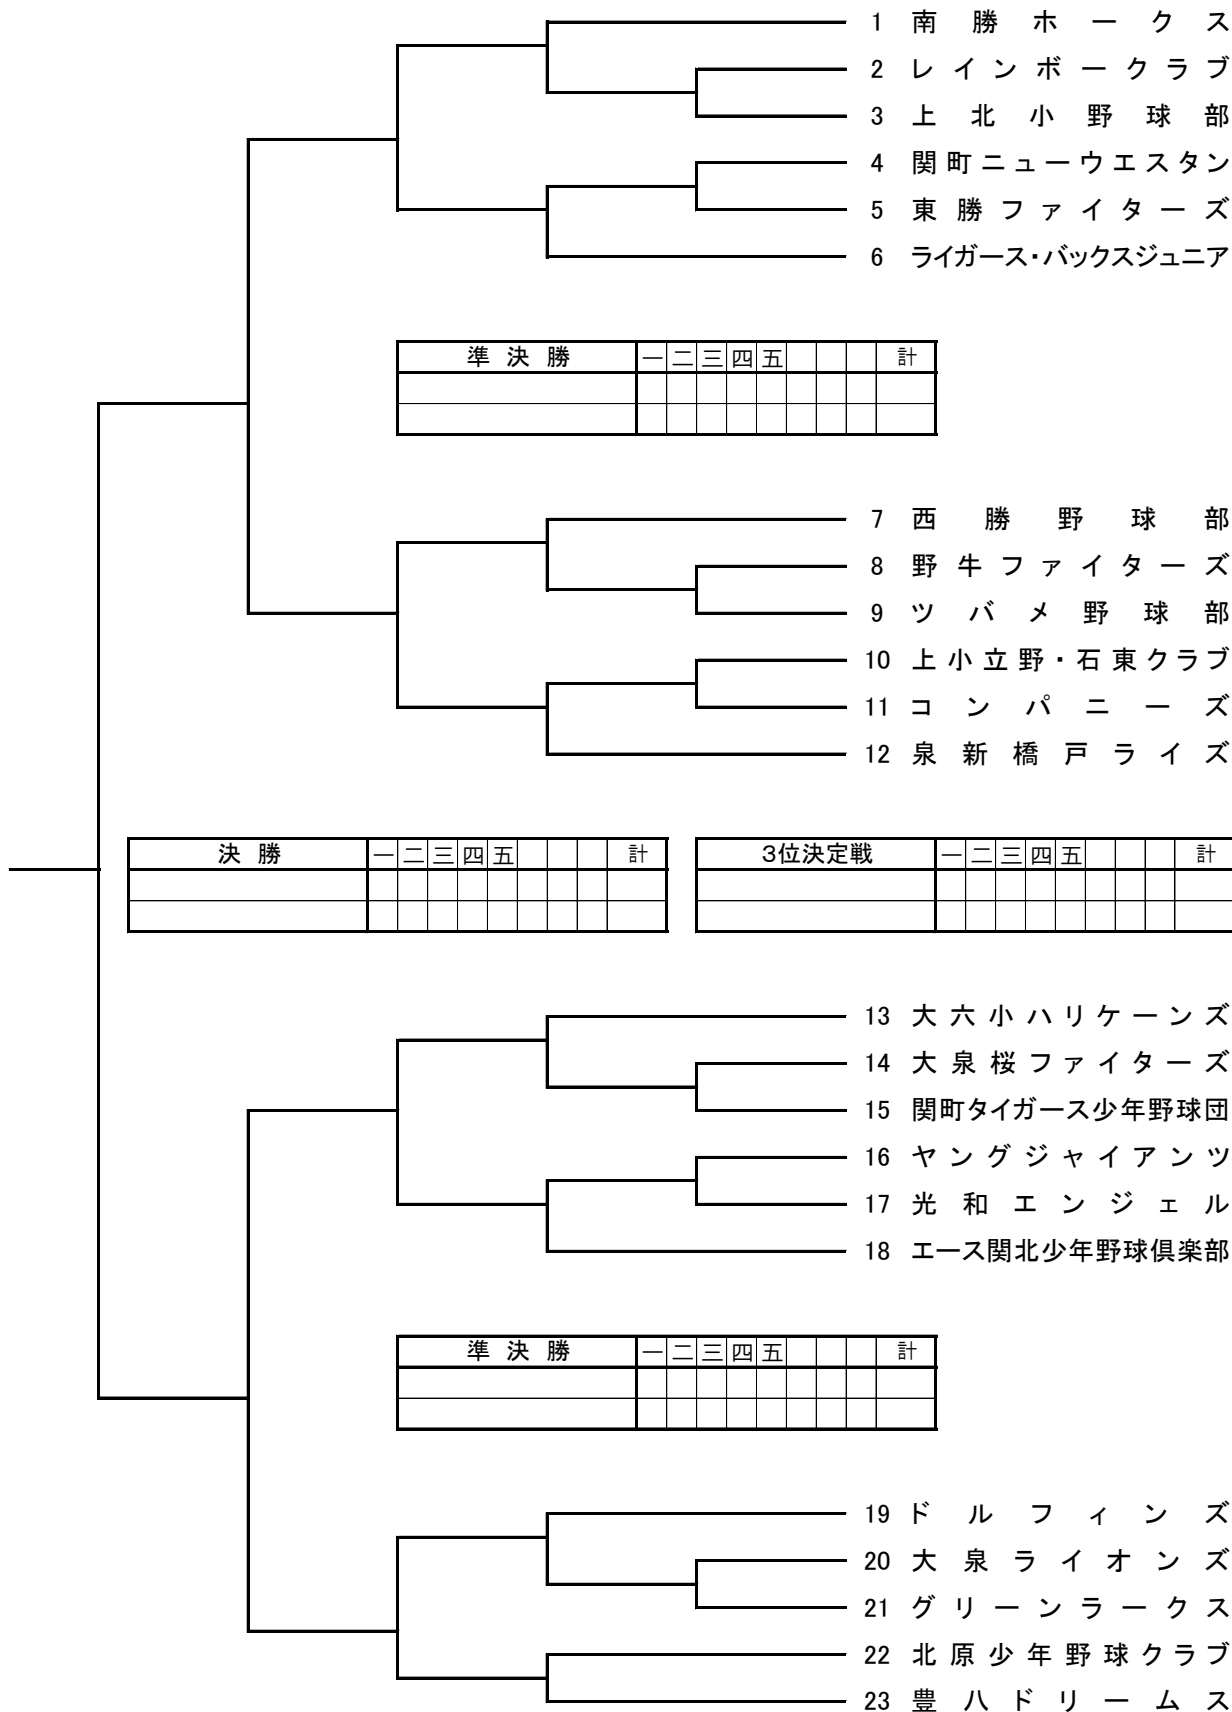 1 南勝ホークス
2 レインボークラブ
3 上北小野球部
4 関町ニューウエスタン
5 東勝ファイターズ
6 ライガース・バックスジュニア
準決勝 一 二 三 四 五 計
7 西勝野球部
8 野牛ファイターズ
9 ツバメ野球部
10 上小立野・石東クラブ
11 コンパニーズ
12 泉新橋戸ライズ
決勝 一 二 三 四 五 計 3位決定戦 一 二 三 四 五 計
13 大六小ハリケーンズ
14 大泉桜ファイターズ
15 関町タイガース少年野球団
16 ヤングジャイアンツ
17 光和エンジェル
18 エース関北少年野球倶楽部
準決勝 一 二 三 四 五 計
19 ドルフィンズ
20 大泉ライオンズ
21 グリーンラークス
22 北原少年野球クラブ
23 豊八ドリームス